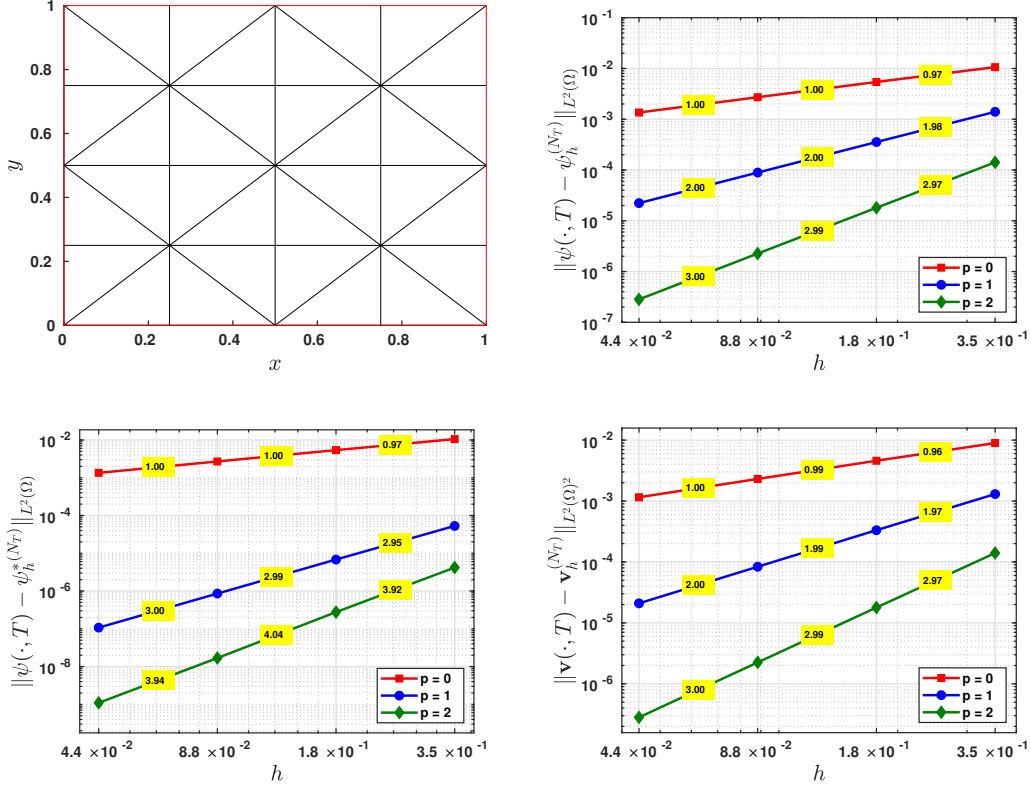 1
0.8
0.6
0.4
0.2
0
y
0
0.2
0.4
0.6
0.8
1
x
||ψ(·, T) − ψ_h^{(N_T)}||_{L^2(Ω)}
10^{-1}
10^{-2}
10^{-3}
10^{-4}
10^{-5}
10^{-6}
10^{-7}
1.00
1.00
0.97
2.00
2.00
1.98
3.00
2.99
2.97
p = 0
p = 1
p = 2
4.4 × 10^{-2}
8.8 × 10^{-2}
1.8 × 10^{-1}
3.5 × 10^{-1}
h
||ψ(·, T) − ψ_h^{*(N_T)}||_{L^2(Ω)}
10^{-2}
10^{-4}
10^{-6}
10^{-8}
1.00
1.00
0.97
3.00
2.99
2.95
3.94
4.04
3.92
p = 0
p = 1
p = 2
4.4 × 10^{-2}
8.8 × 10^{-2}
1.8 × 10^{-1}
3.5 × 10^{-1}
h
||v(·, T) − v_h^{(N_T)}||_{L^2(Ω)^2}
10^{-2}
10^{-3}
10^{-4}
10^{-5}
10^{-6}
1.00
0.99
0.96
2.00
1.99
1.97
3.00
2.99
2.97
p = 0
p = 1
p = 2
4.4 × 10^{-2}
8.8 × 10^{-2}
1.8 × 10^{-1}
3.5 × 10^{-1}
h